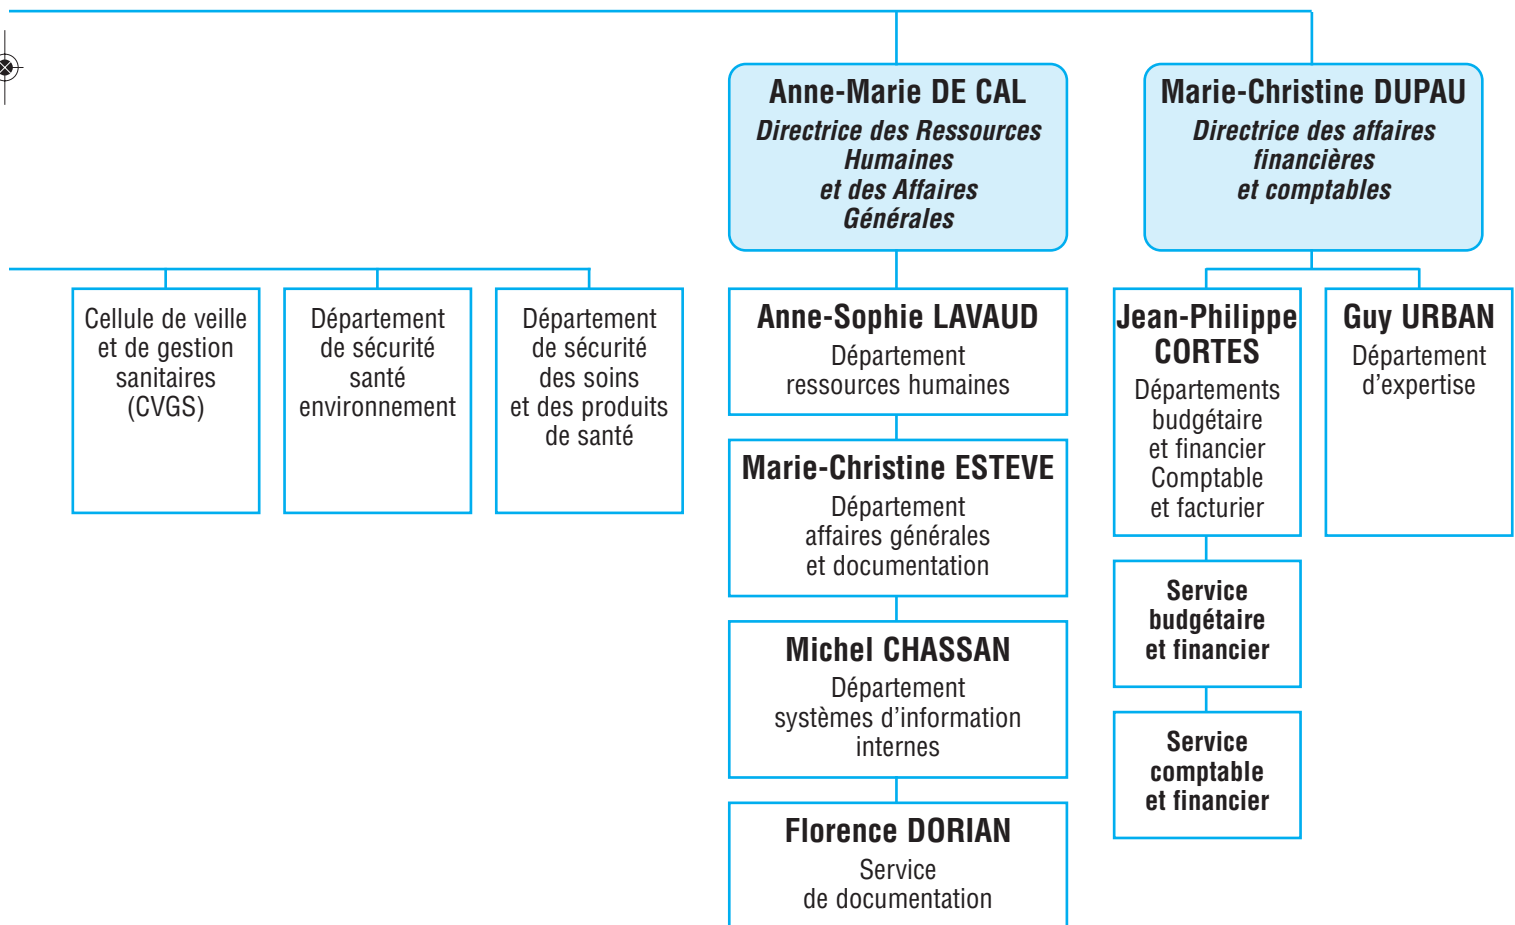 Anne-Marie DE CAL
Directrice des Ressources
Humaines
et des Affaires
Générales
Marie-Christine DUPAU
Directrice des affaires
financières
et comptables
Cellule de veille
et de gestion
sanitaires
(CVGS)
Département
de sécurité
santé
environnement
Département
de sécurité
des soins
et des produits
de santé
Anne-Sophie LAVAUD
Département
ressources humaines
Marie-Christine ESTEVE
Département
affaires générales
et documentation
Michel CHASSAN
Département
systèmes d'information
internes
Florence DORIAN
Service
de documentation
Jean-Philippe
CORTES
Départements
budgétaire
et financier
Comptable
et facturier
Service
budgétaire
et financier
Service
comptable
et financier
Guy URBAN
Département
d'expertise